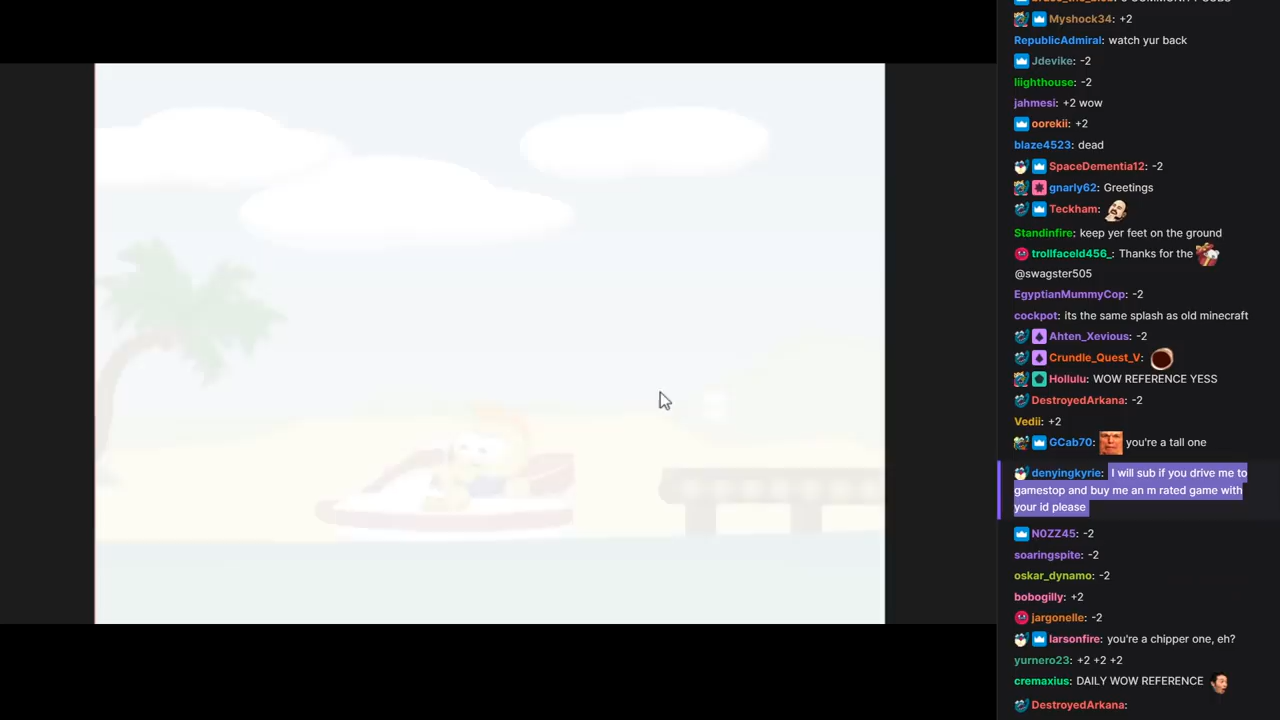 Myshock34: +2
RepublicAdmiral: watch yur back
Jdevike: -2
liighthouse: -2
jahmesi: +2 wow
oorekii: +2
blaze4523: dead
SpaceDementia12: -2
gnarly62: Greetings
Teckham:
Standinfire: keep yer feet on the ground
trollfaceld456_: Thanks for the
@swagster505
EgyptianMummyCop: -2
cockpot: its the same splash as old minecraft
Ahten_Xevious: -2
Crundle_Quest_V:
Hollulu: WOW REFERENCE YESS
DestroyedArkana: -2
Vedii: +2
GCab70: you're a tall one
denyingkyrie: I will sub if you drive me to
gamestop and buy me an m rated game with
your id please
N0ZZ45: -2
soaringspite: -2
oskar_dynamo: -2
bobogilly: +2
jargonelle: -2
larsonfire: you're a chipper one, eh?
yurnero23: +2 +2 +2
cremaxius: DAILY WOW REFERENCE
DestroyedArkana: